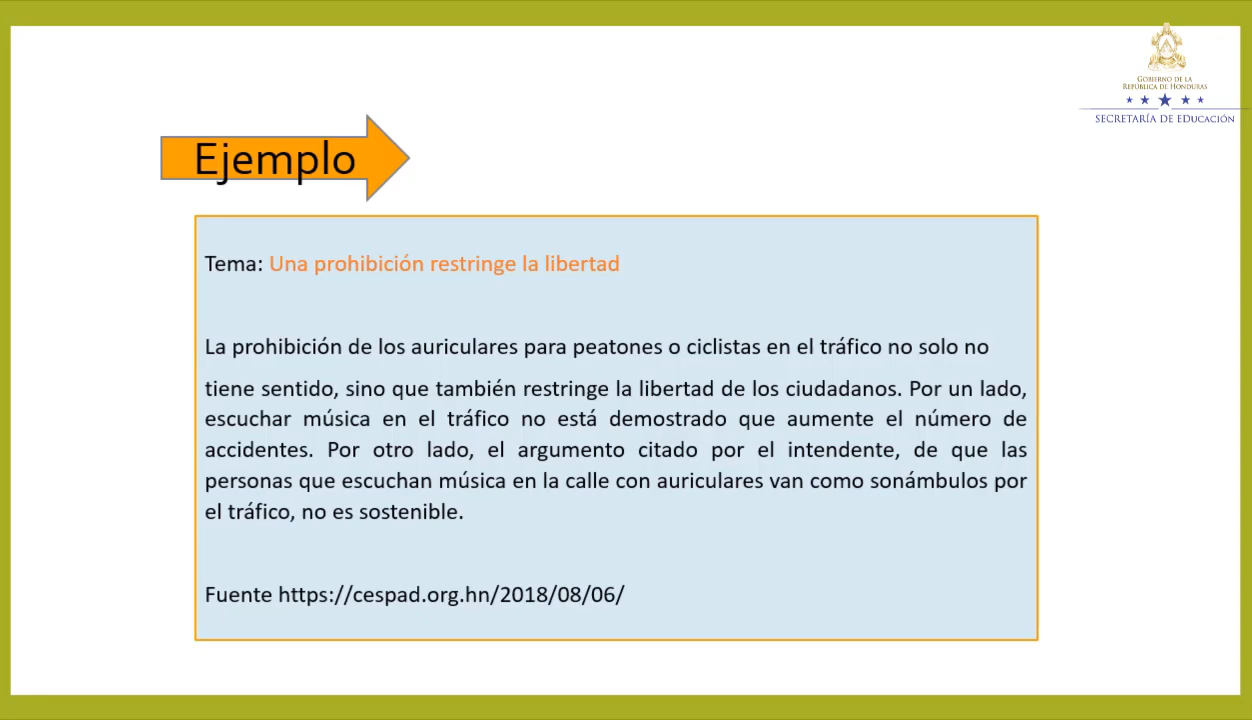 GOBIERNO DE LA
REPÚBLICA DE HONDURAS
SECRETARÍA DE EDUCACIÓN
Ejemplo
Tema: Una prohibición restringe la libertad
La prohibición de los auriculares para peatones o ciclistas en el tráfico no solo no
tiene sentido, sino que también restringe la libertad de los ciudadanos. Por un lado,
escuchar música en el tráfico no está demostrado que aumente el número de
accidentes. Por otro lado, el argumento citado por el intendente, de que las
personas que escuchan música en la calle con auriculares van como sonámbulos por
el tráfico, no es sostenible.
Fuente https://cespad.org.hn/2018/08/06/